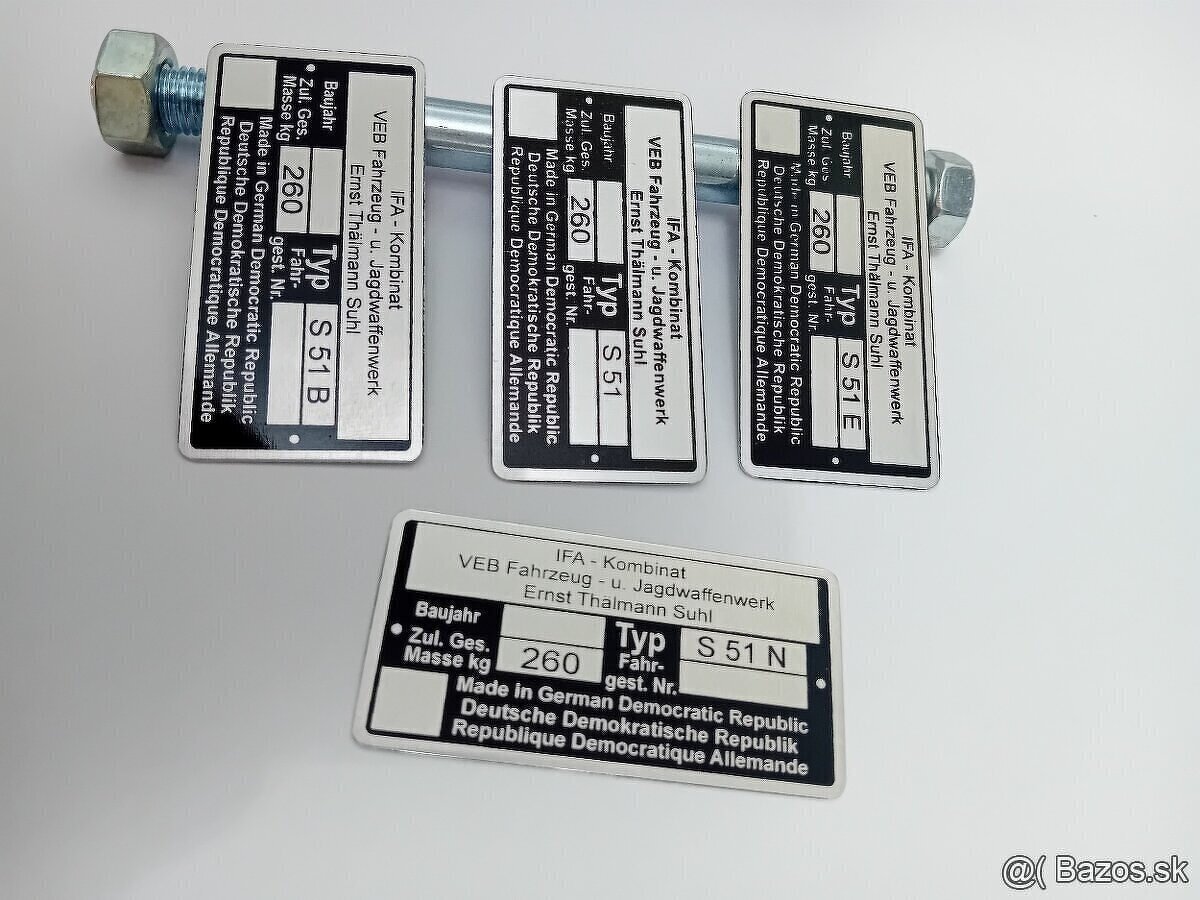 IFA - Kombinat
VEB Fahrzeug - u. Jagdwaffenwerk
Ernst Thälmann Suhl
Baujahr
Typ
S 51 B
Zul. Ges.
Masse kg
260
Fahr-
gest. Nr.
Made in German Democratic Republic
Deutsche Demokratische Republik
Republique Democratique Allemande
IFA - Kombinat
VEB Fahrzeug - u. Jagdwaffenwerk
Ernst Thälmann Suhl
Baujahr
Typ
S 51
Zul. Ges.
Masse kg
260
Fahr-
gest. Nr.
Made in German Democratic Republic
Deutsche Demokratische Republik
Republique Democratique Allemande
IFA - Kombinat
VEB Fahrzeug - u. Jagdwaffenwerk
Ernst Thälmann Suhl
Baujahr
Typ
S 51 E
Zul. Ges
Masse kg
260
Fahr-
gest. Nr.
Made in German Democratic Republic
Deutsche Demokratische Republik
Republique Democratique Allemande
IFA - Kombinat
VEB Fahrzeug - u. Jagdwaffenwerk
Ernst Thälmann Suhl
Baujahr
Typ
S 51 N
Zul. Ges.
Masse kg
260
Fahr-
gest. Nr.
Made in German Democratic Republic
Deutsche Demokratische Republik
Republique Democratique Allemande
@( Bazos.sk